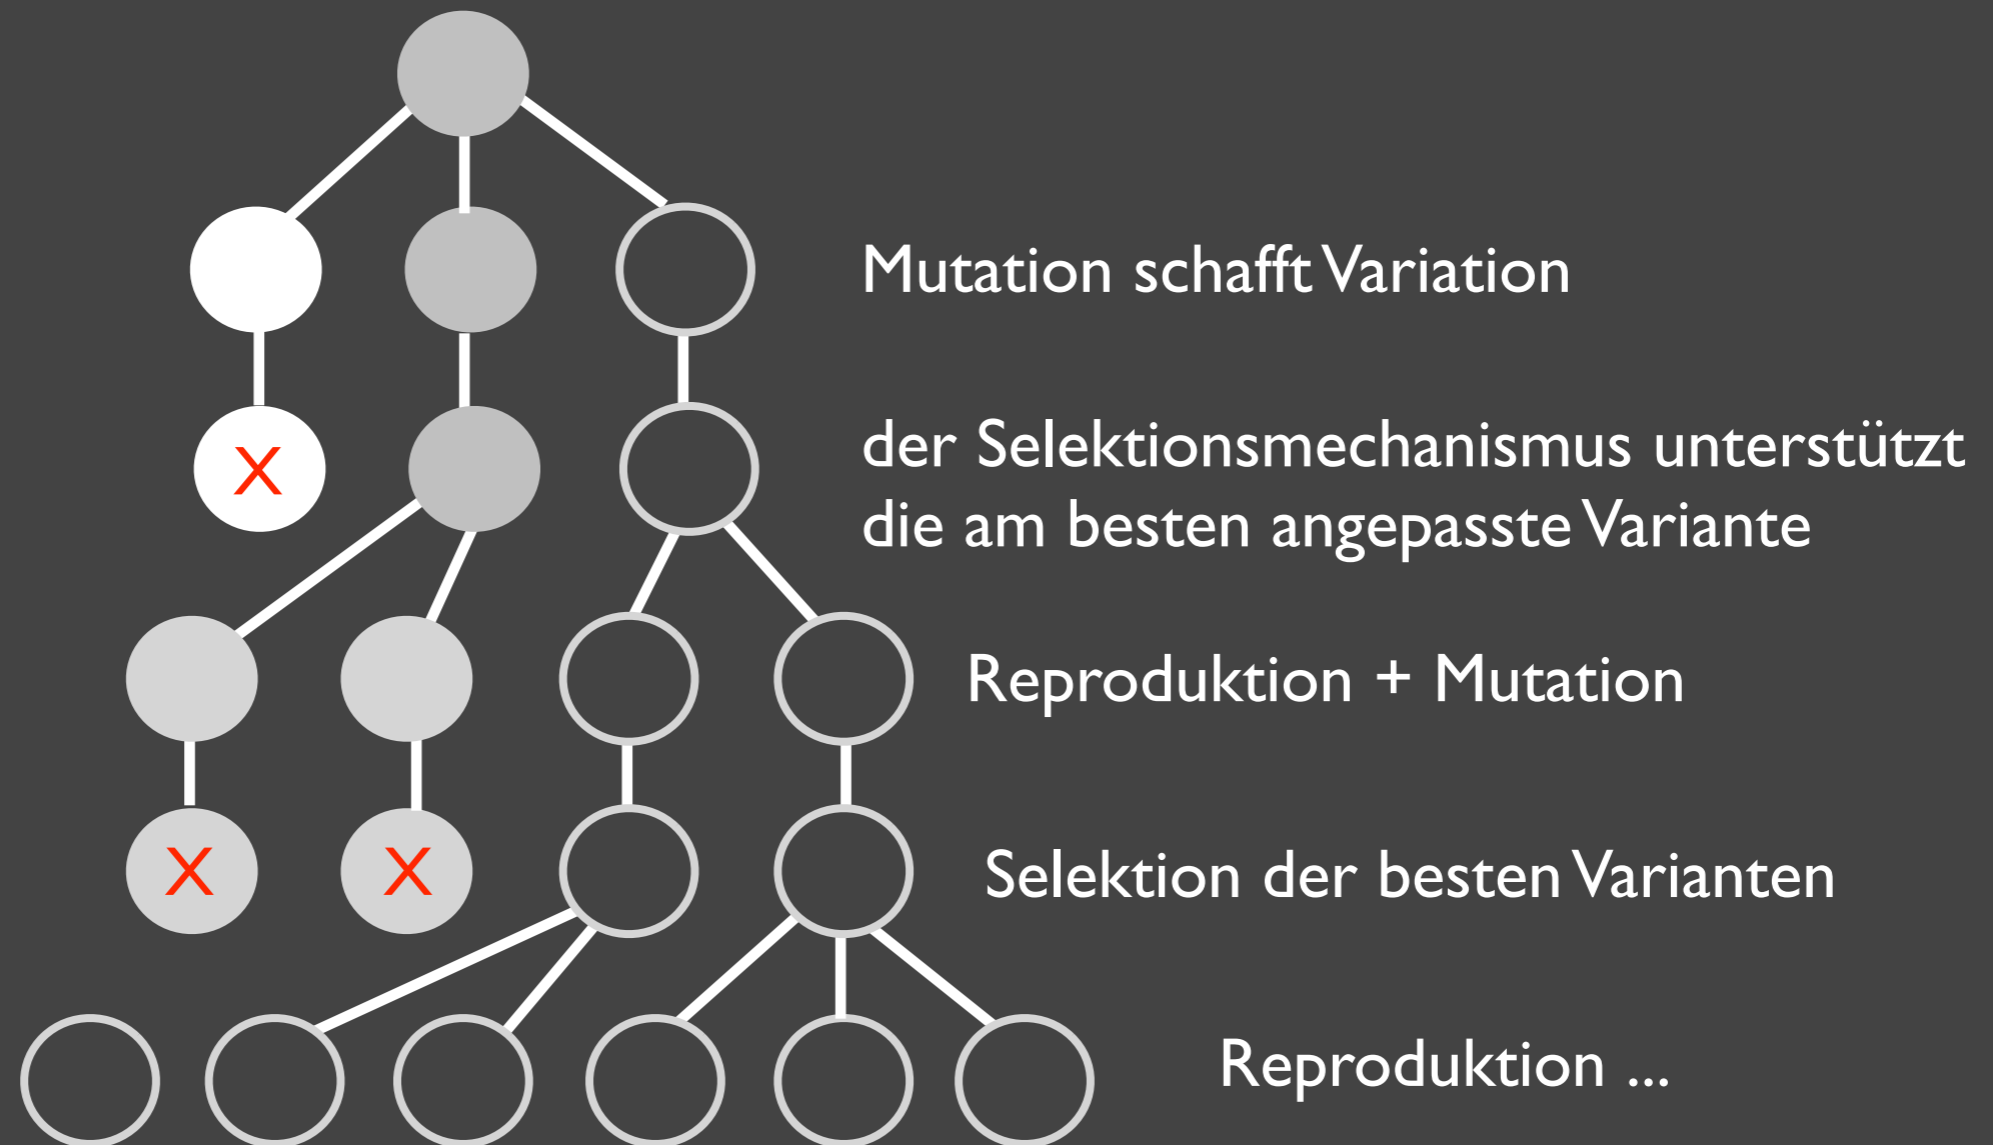 Mutation schafft Variation
X
der Selektionsmechanismus unterstützt
die am besten angepasste Variante
Reproduktion + Mutation
X X
Selektion der besten Varianten
Reproduktion ...